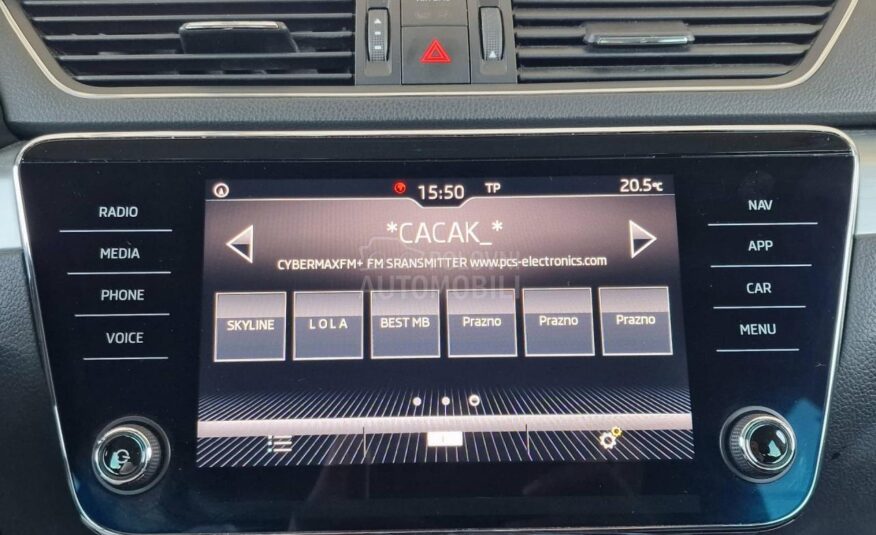 15:50 TP 20.5°C
RADIO
MEDIA
PHONE
VOICE
*CACAK_*
CYBERMAXFM+ FM SRANSMITTER www.pcs-electronics.com
AUTOMOBILI
SKYLINE
L O L A
BEST MB
Prazno
Prazno
Prazno
NAV
APP
CAR
MENU